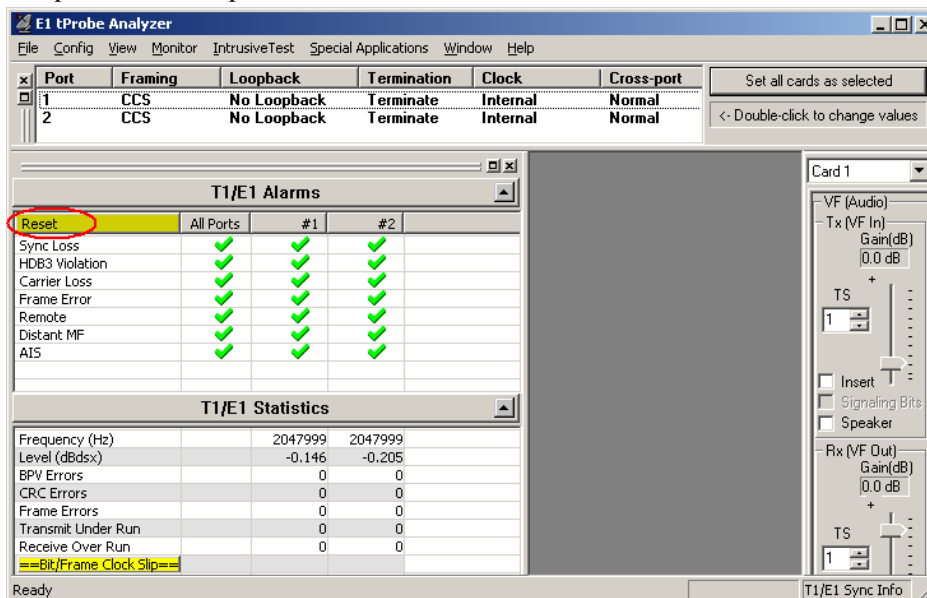 E1 tProbe Analyzer
File Config View Monitor IntrusiveTest Special Applications Window Help
Port Framing Loopback Termination Clock Cross-port
1 CCS No Loopback Terminate Internal Normal
2 CCS No Loopback Terminate Internal Normal
Set all cards as selected
<- Double-click to change values
T1/E1 Alarms
Reset All Ports #1 #2
Sync Loss
HDB3 Violation
Carrier Loss
Frame Error
Remote
Distant MF
AIS
T1/E1 Statistics
Frequency (Hz) 2047999 2047999
Level (dBdsx) -0.146 -0.205
BPV Errors 0 0
CRC Errors 0 0
Frame Errors 0 0
Transmit Under Run 0 0
Receive Over Run 0 0
==Bit/Frame Clock Slip==
Card 1
VF (Audio)
Tx (VF In)
Gain(dB)
0.0 dB
+
TS
1
Insert
Signaling Bits
Speaker
Rx (VF Out)
Gain(dB)
0.0 dB
+
TS
1
Ready
T1/E1 Sync Info